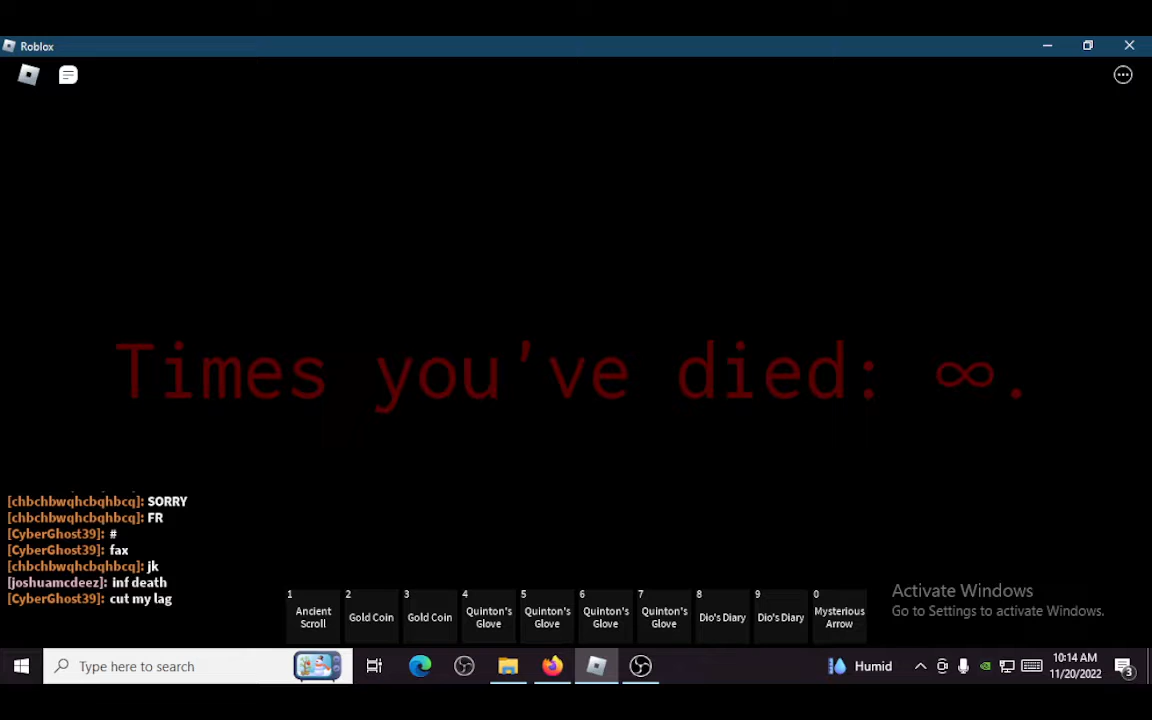 Roblox
Times you've died: ∞.
[chbchbwqhcbqhbcq]: SORRY
[chbchbwqhcbqhbcq]: FR
[CyberGhost39]: #
[CyberGhost39]: fax
[chbchbwqhcbqhbcq]: jk
[joshuamcdeez]: inf death
[CyberGhost39]: cut my lag
1 2 3 4 5 6 7 8 9 0
Ancient Scroll Gold Coin Gold Coin Quinton's Glove Quinton's Glove Quinton's Glove Quinton's Glove Dio's Diary Dio's Diary Mysterious Arrow
Activate Windows
Go to Settings to activate Windows.
Type here to search
Humid
10:14 AM
11/20/2022
3